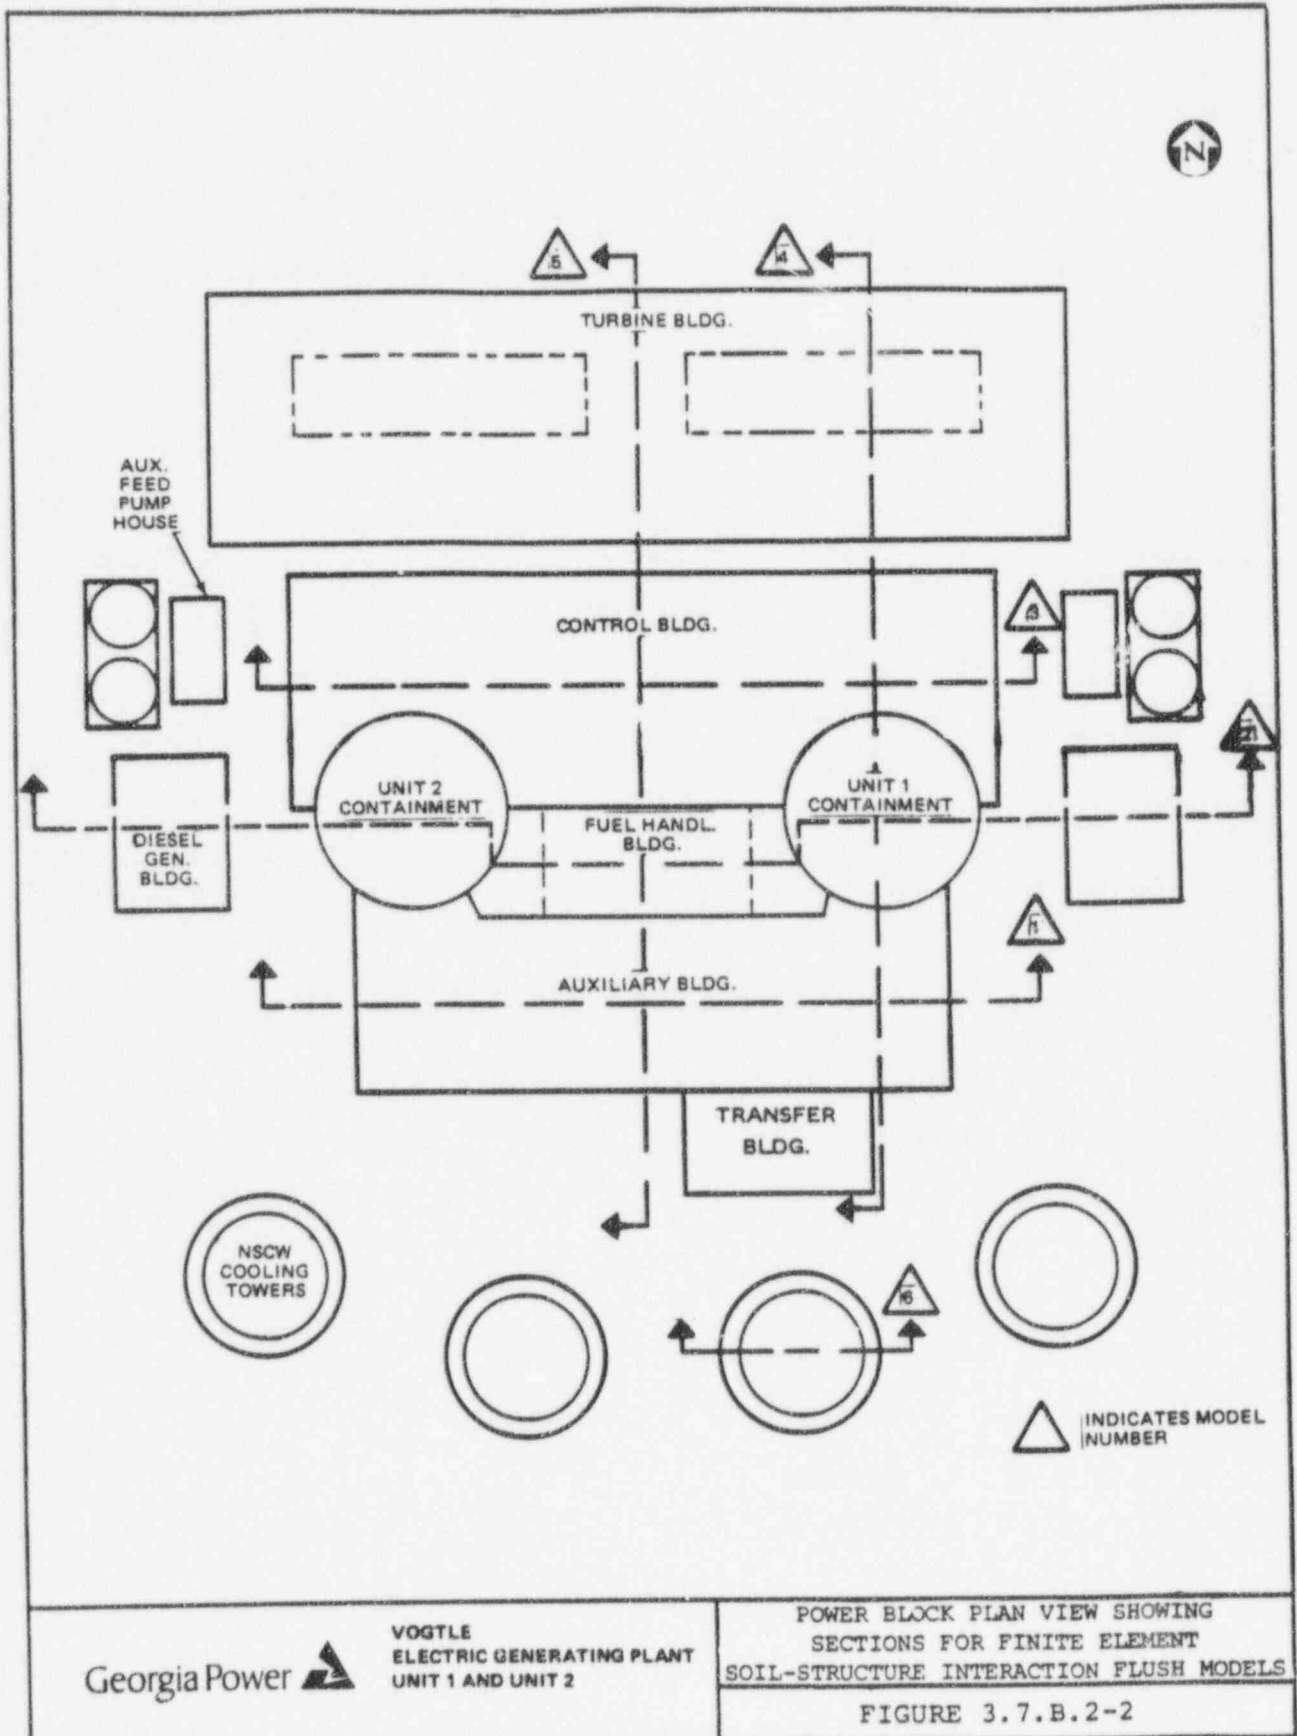 N
5
4
TURBINE BLDG.
AUX.
FEED
PUMP
HOUSE
CONTROL BLDG.
3
UNIT 2
CONTAINMENT
UNIT 1
CONTAINMENT
FUEL HANDL.
BLDG.
DIESEL
GEN.
BLDG.
1
AUXILIARY BLDG.
TRANSFER
BLDG.
NSCW
COOLING
TOWERS
6
INDICATES MODEL
NUMBER
Georgia Power
VOGTLE
ELECTRIC GENERATING PLANT
UNIT 1 AND UNIT 2
POWER BLOCK PLAN VIEW SHOWING
SECTIONS FOR FINITE ELEMENT
SOIL-STRUCTURE INTERACTION FLUSH MODELS
FIGURE 3.7.B.2-2